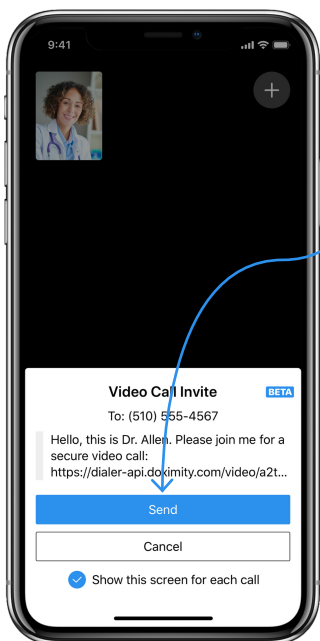 9:41
Video Call Invite
BETA
To: (510) 555-4567
Hello, this is Dr. Allen. Please join me for a
secure video call:
https://dialer-api.doximity.com/video/a2t...
Send
Cancel
Show this screen for each call